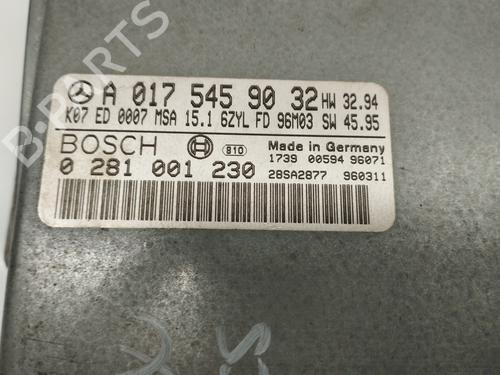 A 017 545 90 32 HW 32.94
K07 ED 0007 MSA 15.1 6ZYL FD 96M03 SW 45.95
BOSCH 810 Made in Germany
1739 00594 96071
0 281 001 230 28SA2877 960311
B-PARTS